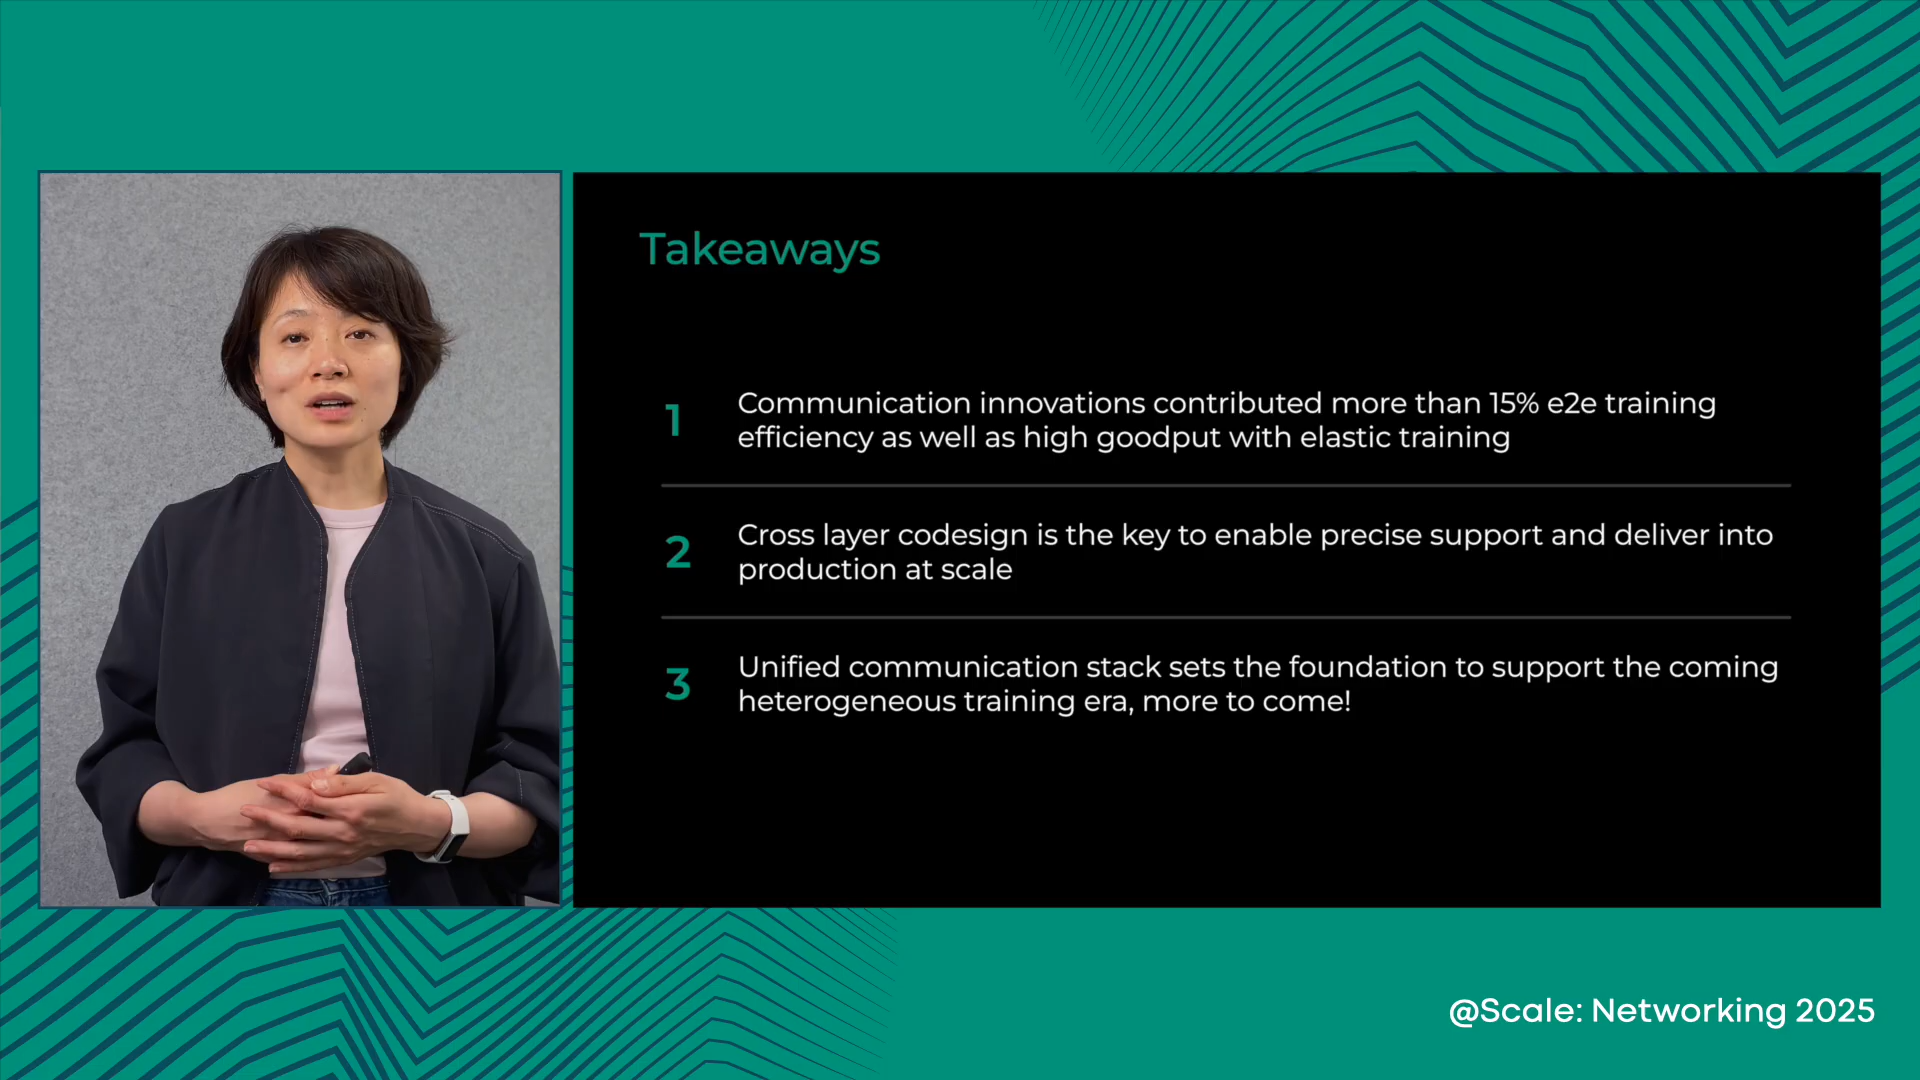 Takeaways
1
Communication innovations contributed more than 15% e2e training
efficiency as well as high goodput with elastic training
2
Cross layer codesign is the key to enable precise support and deliver into
production at scale
3
Unified communication stack sets the foundation to support the coming
heterogeneous training era, more to come!
@Scale: Networking 2025